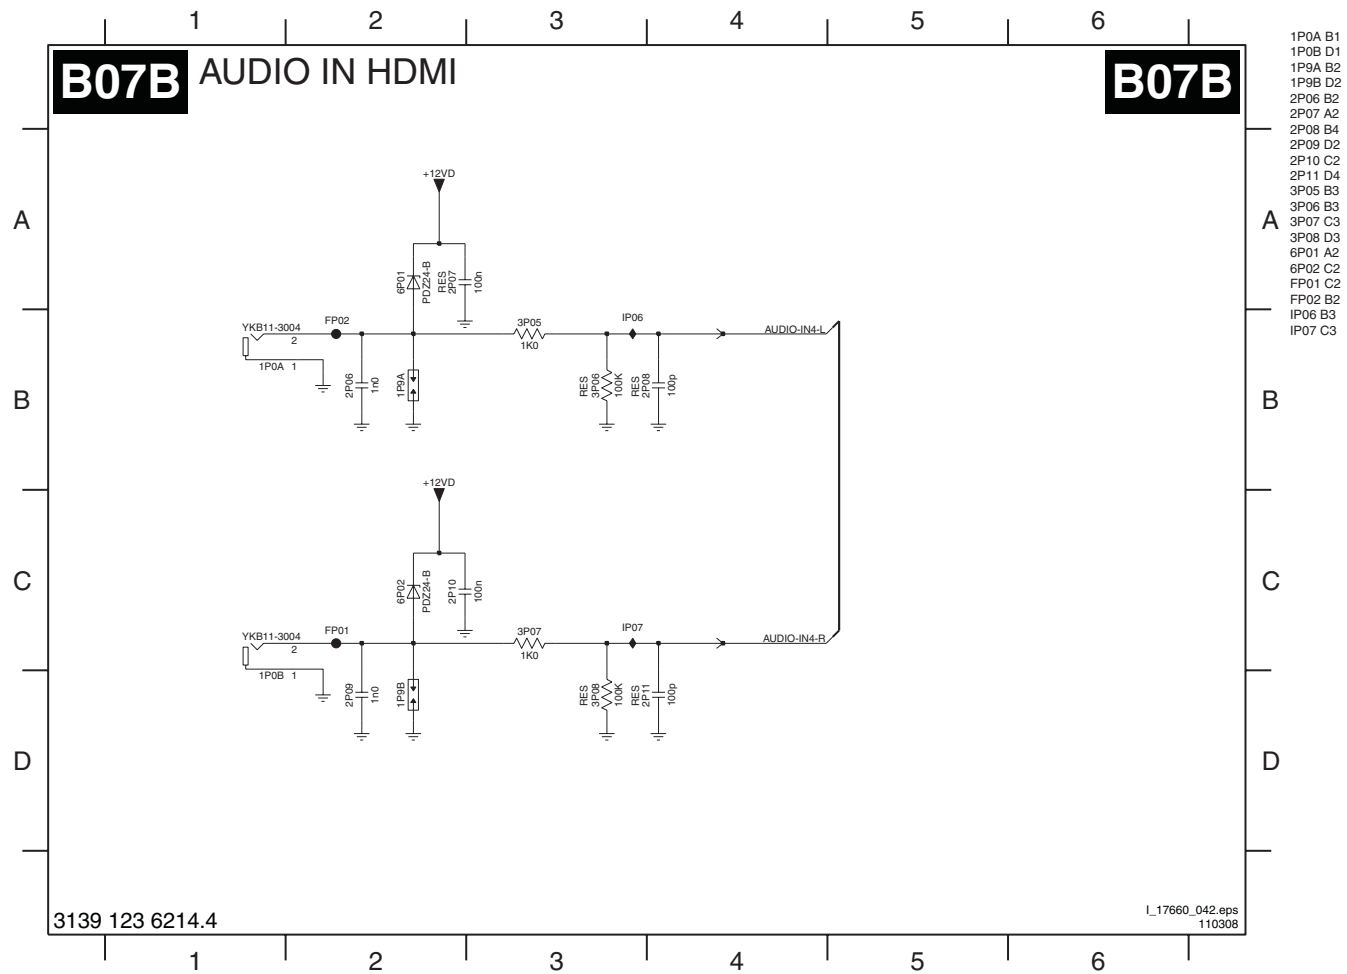 1 2 3 4 5 6
B07B AUDIO IN HDMI B07B
1P0A B1
1P0B D1
1P9A B2
1P9B D2
2P06 B2
2P07 A2
2P08 B4
2P09 D2
2P10 C2
2P11 D4
3P05 B3
3P06 B3
3P07 C3
3P08 D3
6P01 A2
6P02 C2
FP01 C2
FP02 B2
IP06 B3
IP07 C3
A A
+12VD
6P01
PDZ24-B
RES
2P07
100n
B B
YKB11-3004
2
1P0A 1
FP02
2P06
1n0
1P9A
3P05
1K0
IP06
RES
3P06
100K
RES
2P08
100p
AUDIO-IN4-L
C C
+12VD
6P02
PDZ24-B
2P10
100n
YKB11-3004
2
1P0B 1
FP01
2P09
1n0
1P9B
3P07
1K0
IP07
RES
3P08
100K
RES
2P11
100p
AUDIO-IN4-R
D D
3139 123 6214.4
I_17660_042.eps
110308
1 2 3 4 5 6